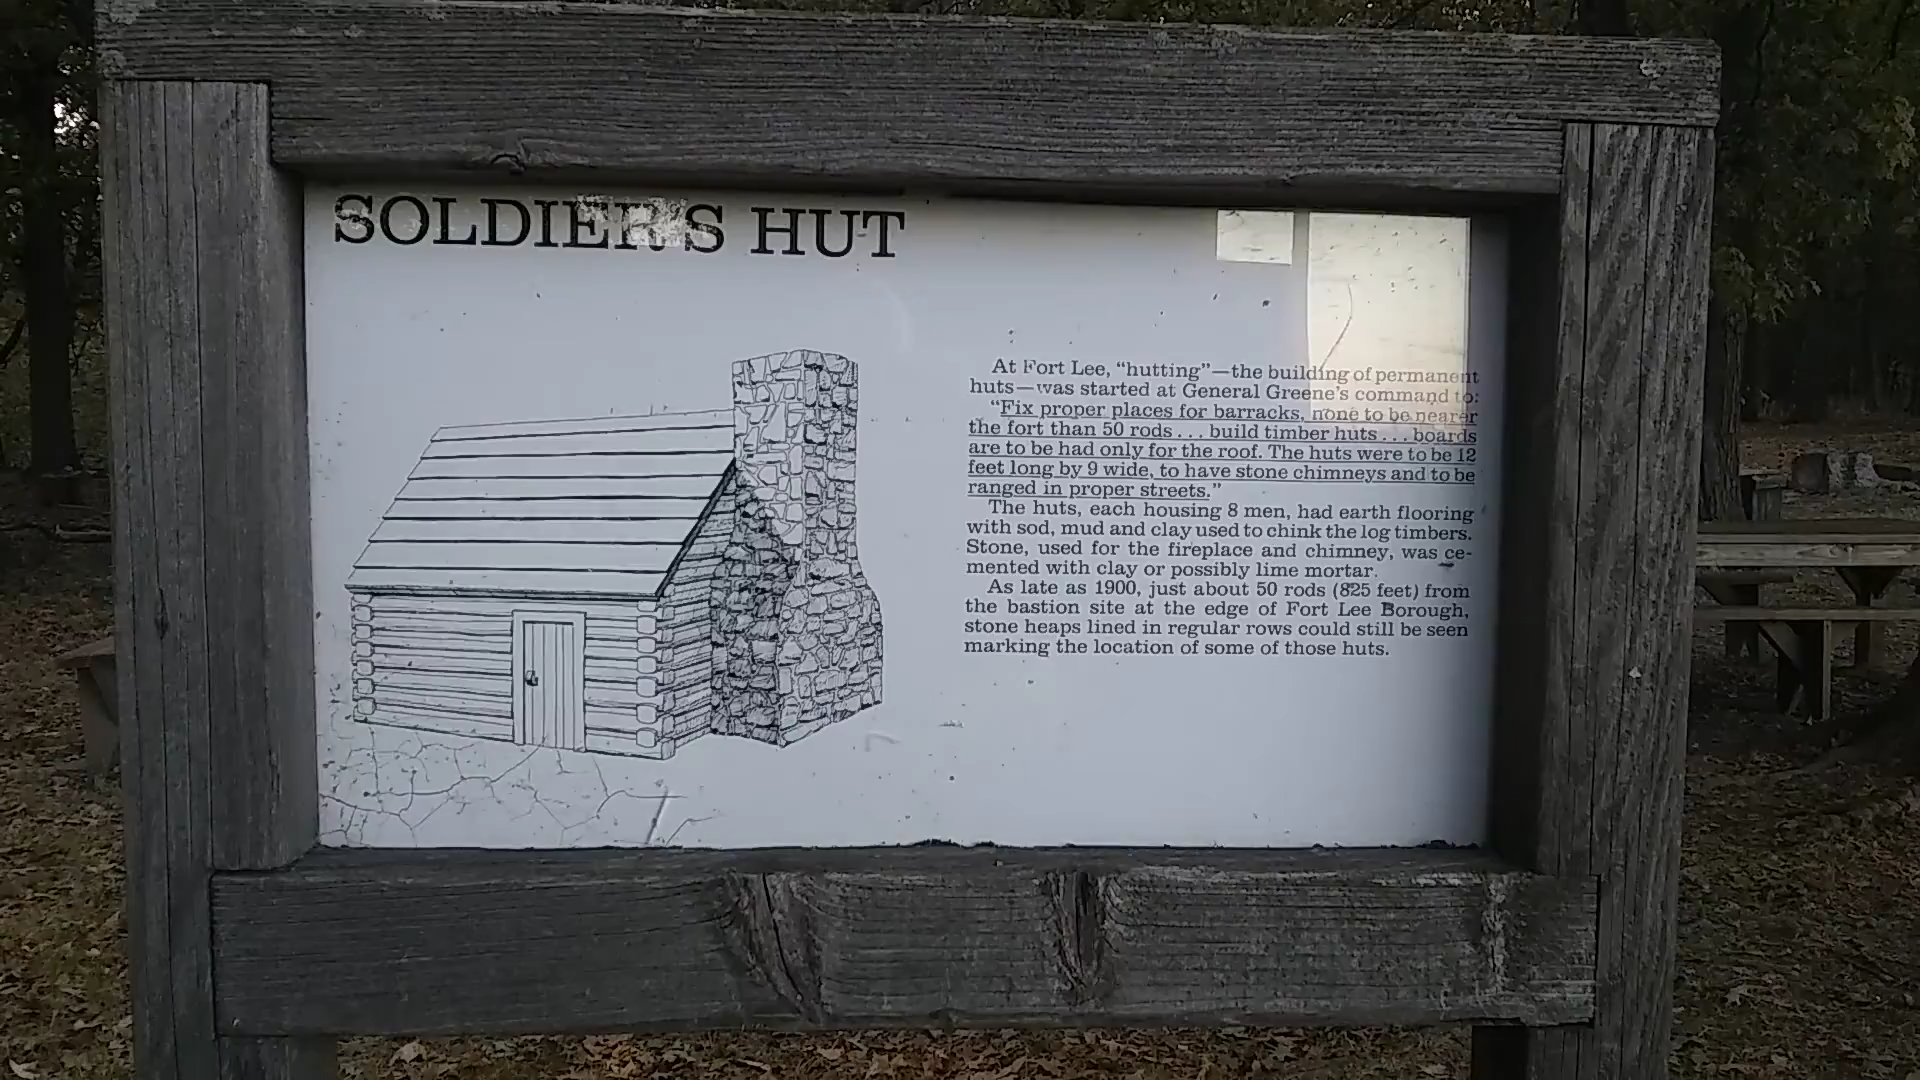 SOLDIER'S HUT
At Fort Lee, “hutting”—the building of permanent
huts—was started at General Greene's command to:
“Fix proper places for barracks, none to be nearer
the fort than 50 rods . . . build timber huts . . . boards
are to be had only for the roof. The huts were to be 12
feet long by 9 wide, to have stone chimneys and to be
ranged in proper streets.”
The huts, each housing 8 men, had earth flooring
with sod, mud and clay used to chink the log timbers.
Stone, used for the fireplace and chimney, was ce-
mented with clay or possibly lime mortar.
As late as 1900, just about 50 rods (825 feet) from
the bastion site at the edge of Fort Lee Borough,
stone heaps lined in regular rows could still be seen
marking the location of some of those huts.